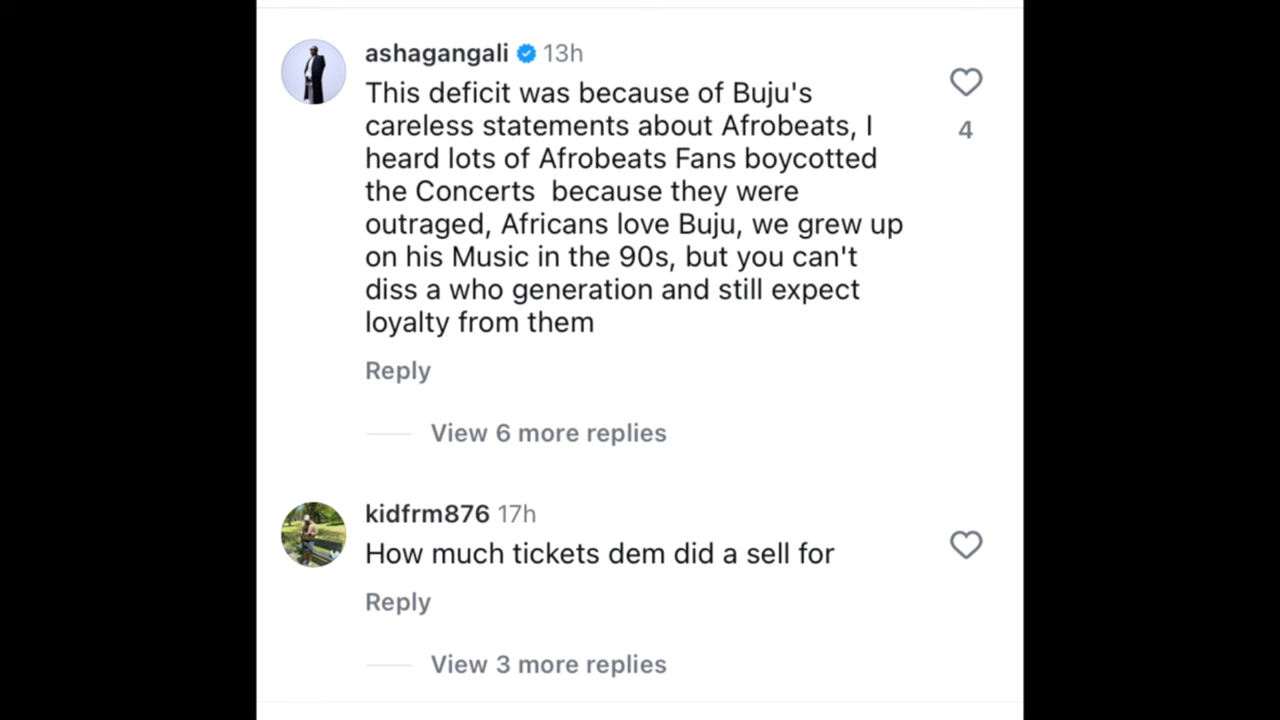 ashagangali 13h
This deficit was because of Buju's
careless statements about Afrobeats, I
heard lots of Afrobeats Fans boycotted
the Concerts  because they were
outraged, Africans love Buju, we grew up
on his Music in the 90s, but you can't
diss a who generation and still expect
loyalty from them
4
Reply
View 6 more replies
kidfrm876 17h
How much tickets dem did a sell for
Reply
View 3 more replies